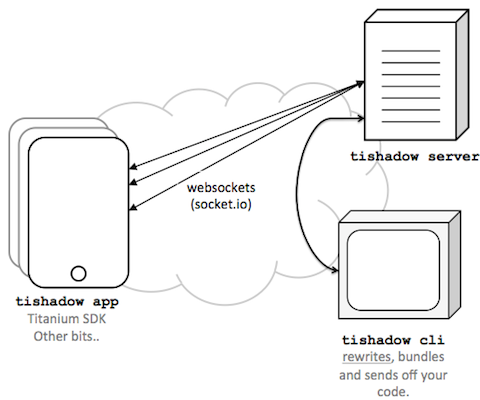 tishadow server
websockets
(socket.io)
tishadow app
Titanium SDK
Other bits..
tishadow cli
rewrites, bundles
and sends off your
code.